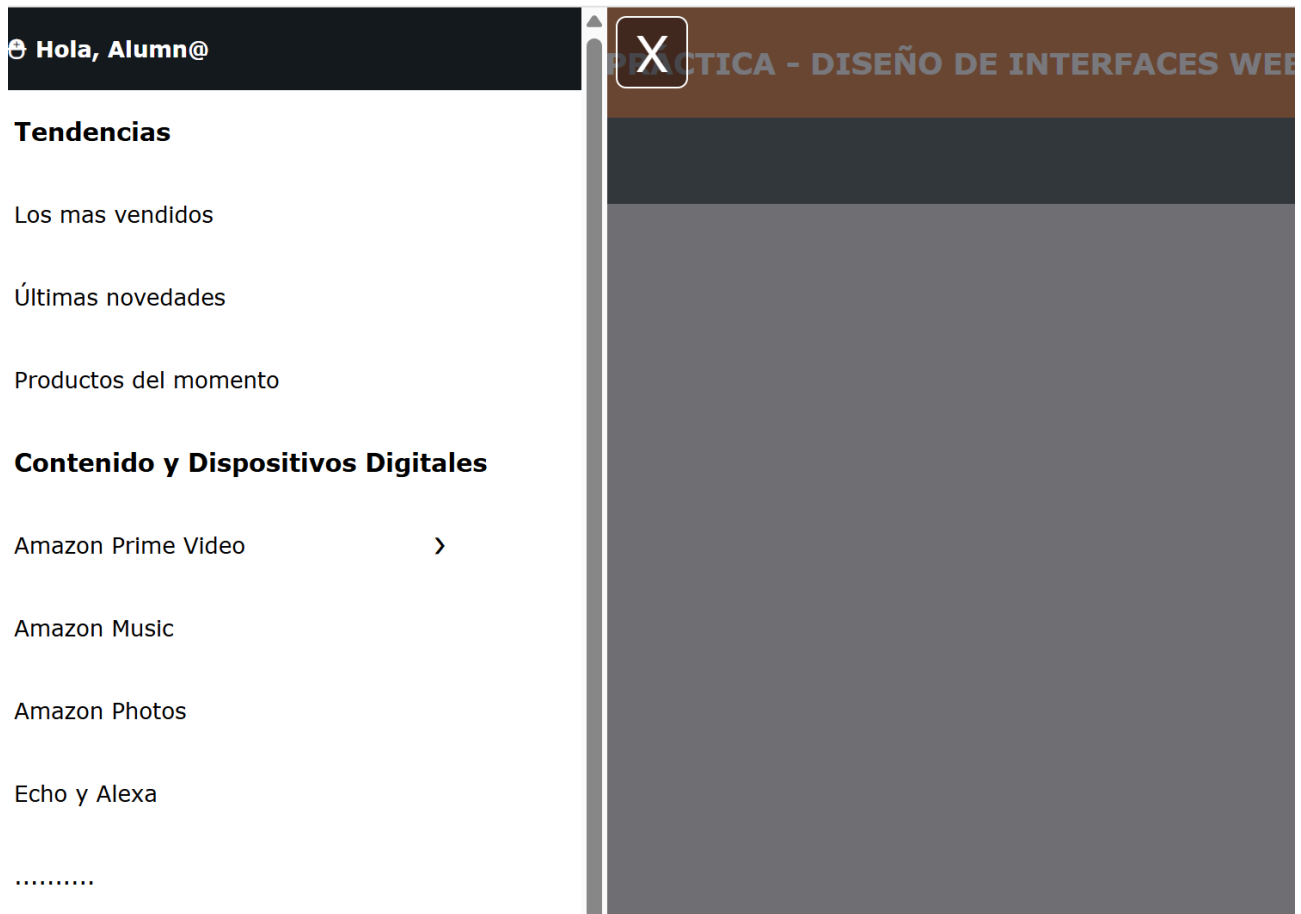 Hola, Alumn@
X
PRÁCTICA - DISEÑO DE INTERFACES WEB
Tendencias
Los mas vendidos
Últimas novedades
Productos del momento
Contenido y Dispositivos Digitales
Amazon Prime Video ›
Amazon Music
Amazon Photos
Echo y Alexa
..........